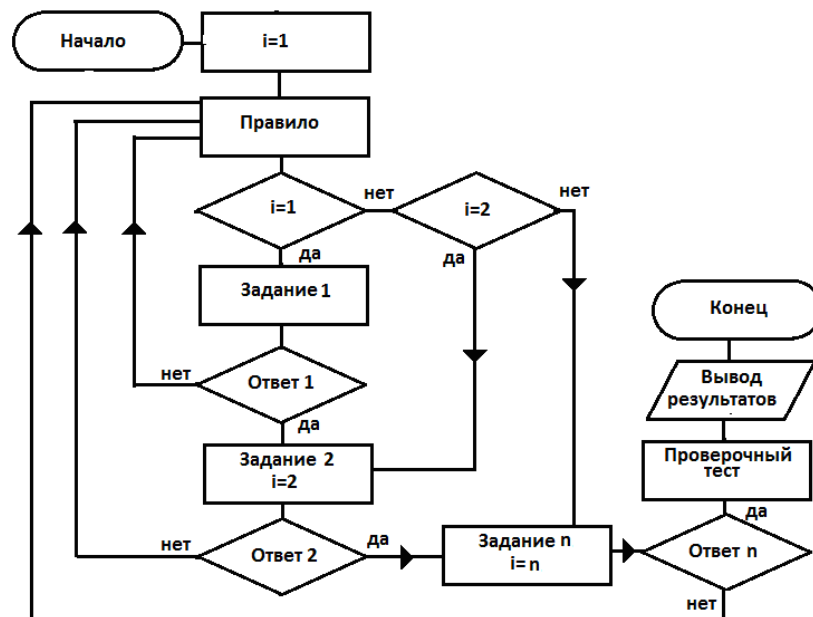 Начало
i=1
Правило
i=1
нет
i=2
нет
да
да
Задание 1
Конец
Ответ 1
нет
да
Вывод
результатов
Задание 2
i=2
Проверочный
тест
да
Ответ 2
нет
да
Задание n
i= n
Ответ n
нет